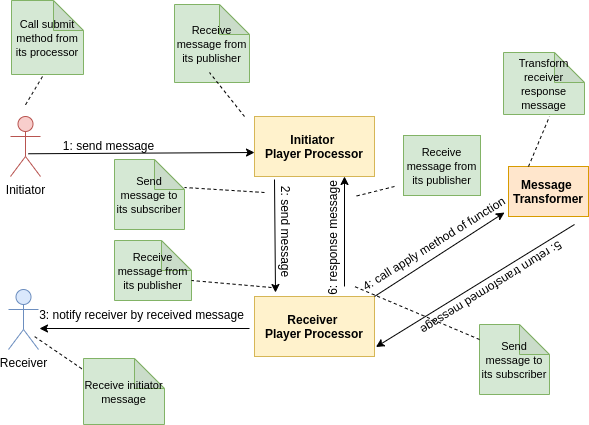 Call submit
method from
its processor
Receive
message from
its publisher
Transform
receiver
response
message
1: send message
Initiator
Initiator
Player Processor
Receive
message from
its publisher
Message
Transformer
Send
message to
its subscriber
2: send message
6: response message
4: call apply method of function
5: return transformed message
Receive
message from
its publisher
3: notify receiver by received message
Receiver
Player Processor
Receiver
Send
message to
its subscriber
Receive initiator
message